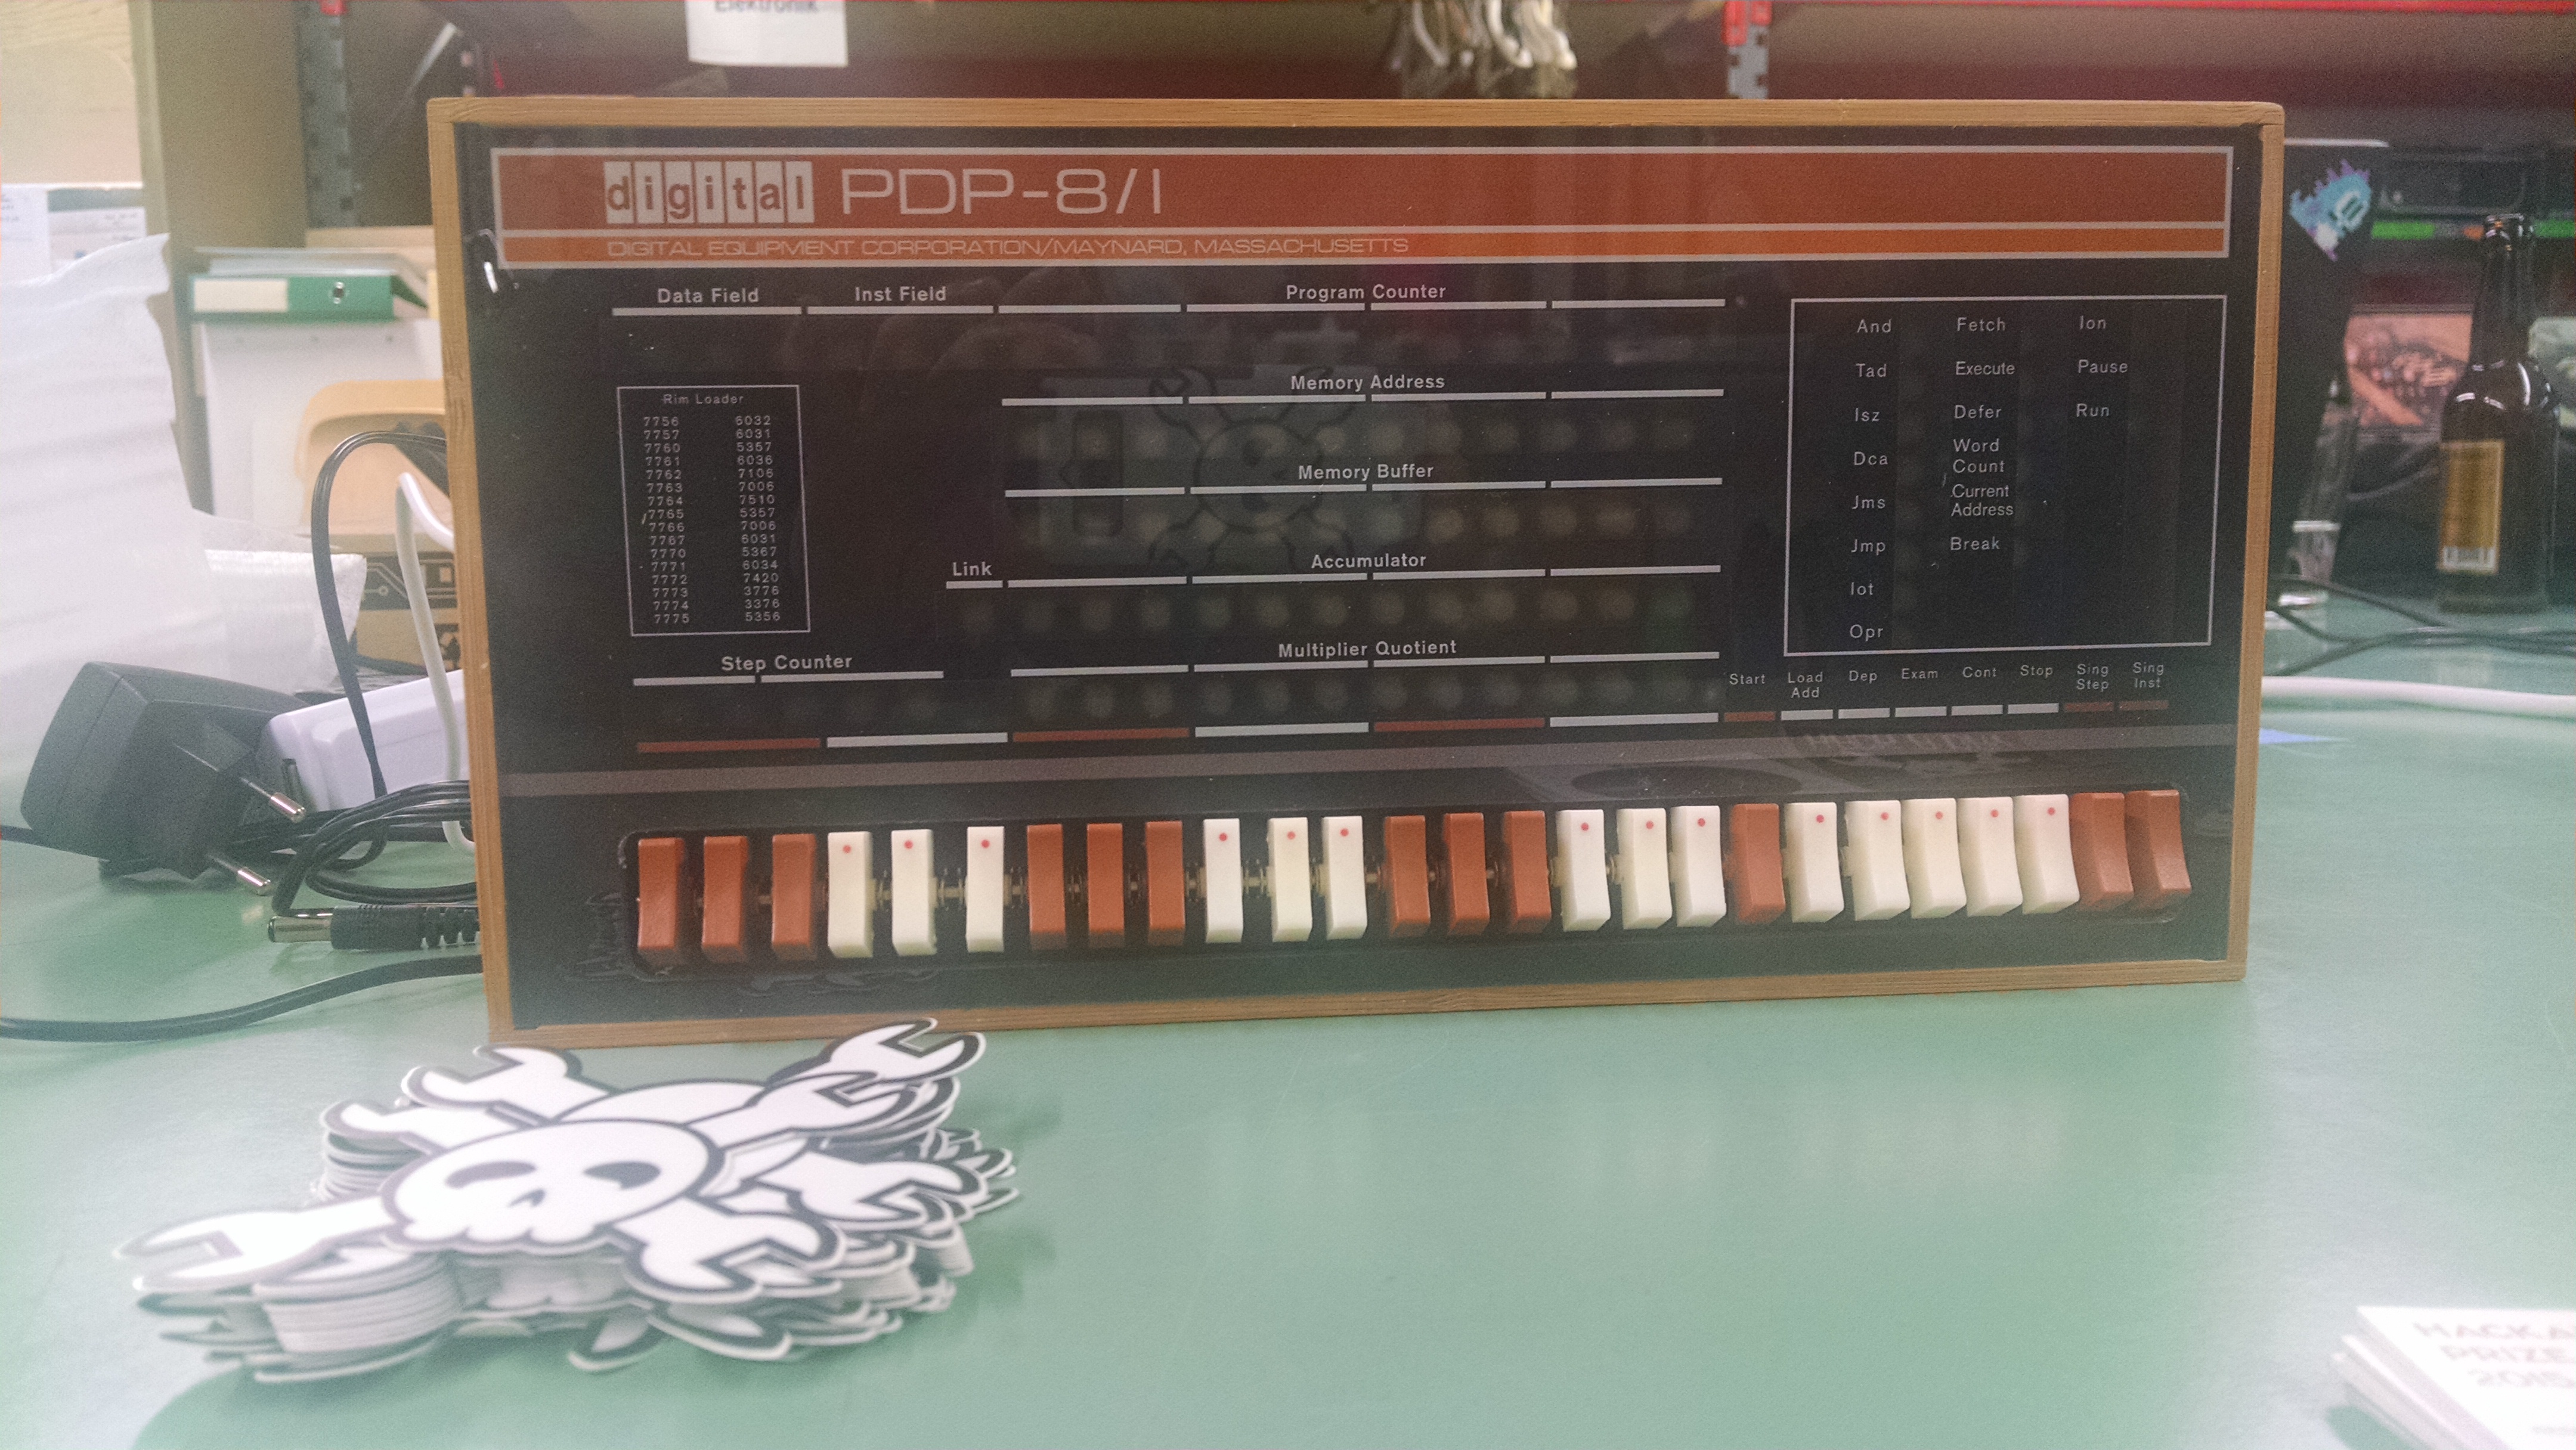 Elektronik
digital PDP-8/I
DIGITAL EQUIPMENT CORPORATION/MAYNARD, MASSACHUSETTS
Data Field Inst Field Program Counter
Memory Address
Memory Buffer
Link Accumulator
Step Counter Multiplier Quotient
Rim Loader
7756 6032
7757 6031
7760 5357
7761 6036
7762 7106
7763 7006
7764 7510
7765 5357
7766 7006
7767 6031
7770 5367
7771 6034
7772 7420
7773 3776
7774 3376
7775 5356
And Fetch Ion
Tad Execute Pause
Isz Defer Run
Dca Word
Count
Jms Current
Address
Jmp Break
Iot
Opr
Start Load Dep Exam Cont Stop Sing Sing
Add Step Inst
HACKA
PRIZE